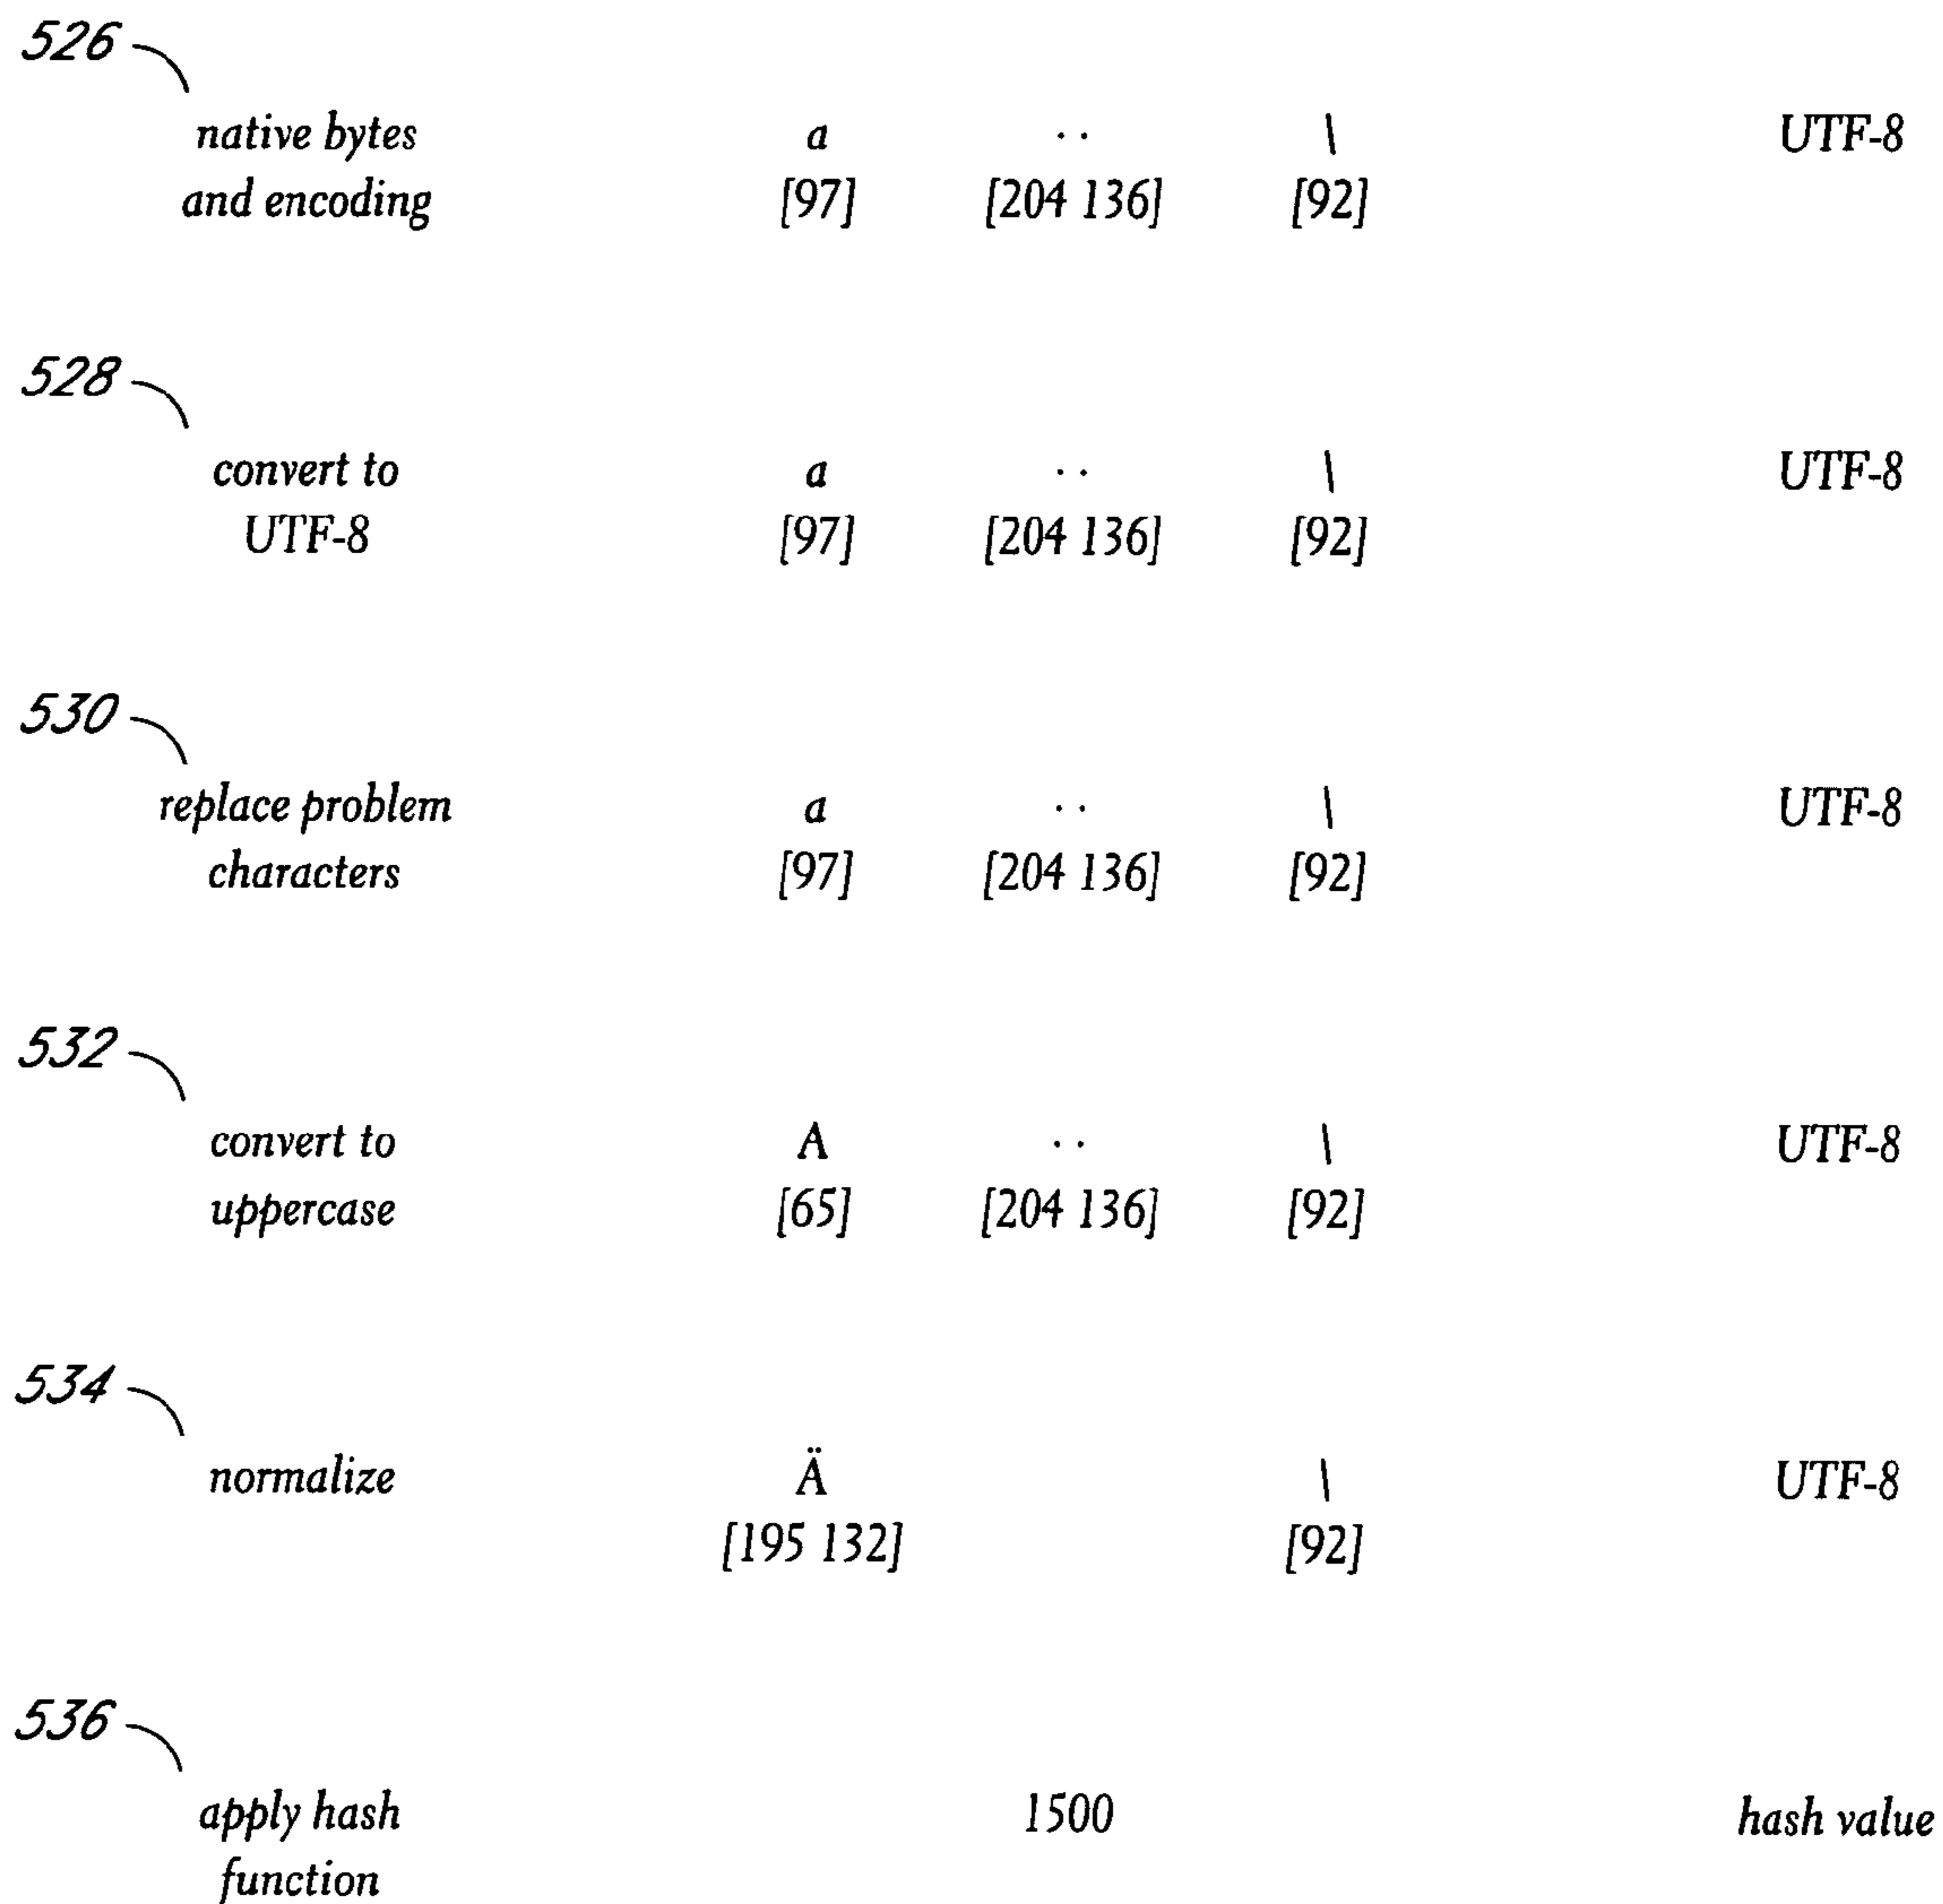 526
native bytes a ·· \ UTF-8
and encoding [97] [204 136] [92]
528
convert to a ·· \ UTF-8
UTF-8 [97] [204 136] [92]
530
replace problem a ·· \ UTF-8
characters [97] [204 136] [92]
532
convert to A ·· \ UTF-8
uppercase [65] [204 136] [92]
534
normalize Ä \ UTF-8
[195 132] [92]
536
apply hash 1500 hash value
function